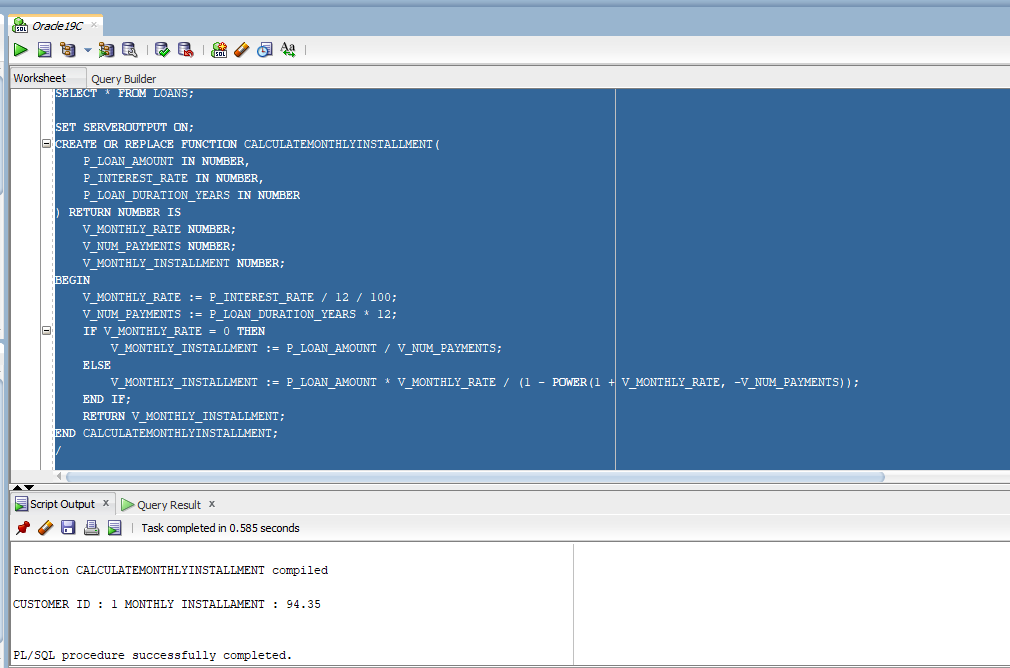 Oracle19C
Worksheet Query Builder
SELECT * FROM LOANS;
SET SERVEROUTPUT ON;
CREATE OR REPLACE FUNCTION CALCULATEMONTHLYINSTALLMENT(
P_LOAN_AMOUNT IN NUMBER,
P_INTEREST_RATE IN NUMBER,
P_LOAN_DURATION_YEARS IN NUMBER
) RETURN NUMBER IS
V_MONTHLY_RATE NUMBER;
V_NUM_PAYMENTS NUMBER;
V_MONTHLY_INSTALLMENT NUMBER;
BEGIN
V_MONTHLY_RATE := P_INTEREST_RATE / 12 / 100;
V_NUM_PAYMENTS := P_LOAN_DURATION_YEARS * 12;
IF V_MONTHLY_RATE = 0 THEN
V_MONTHLY_INSTALLMENT := P_LOAN_AMOUNT / V_NUM_PAYMENTS;
ELSE
V_MONTHLY_INSTALLMENT := P_LOAN_AMOUNT * V_MONTHLY_RATE / (1 - POWER(1 + V_MONTHLY_RATE, -V_NUM_PAYMENTS));
END IF;
RETURN V_MONTHLY_INSTALLMENT;
END CALCULATEMONTHLYINSTALLMENT;
/
Script Output x Query Result x
Task completed in 0.585 seconds
Function CALCULATEMONTHLYINSTALLMENT compiled
CUSTOMER ID : 1 MONTHLY INSTALLAMENT : 94.35
PL/SQL procedure successfully completed.